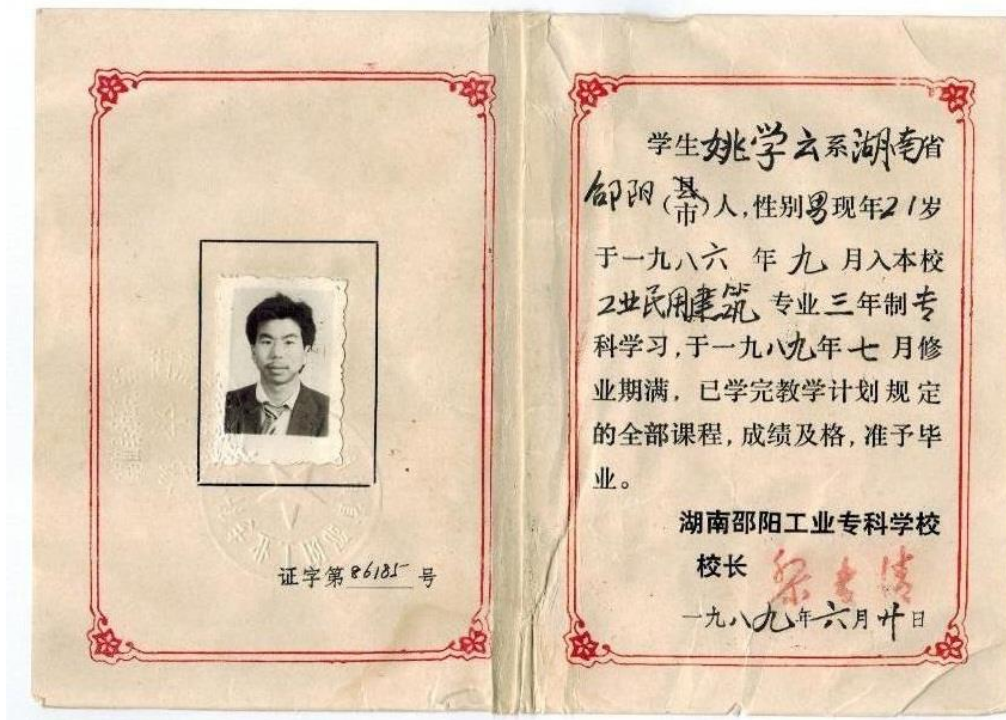 证字第86185号
学生姚学云系湖南省
邵阳(县市)人,性别男现年21岁
于一九八六年九月入本校
工业民用建筑专业三年制专
科学习,于一九八九年七月修
业期满,已学完教学计划规定
的全部课程,成绩及格,准予毕
业。
湖南邵阳工业专科学校
校长
一九八九年六月廿日